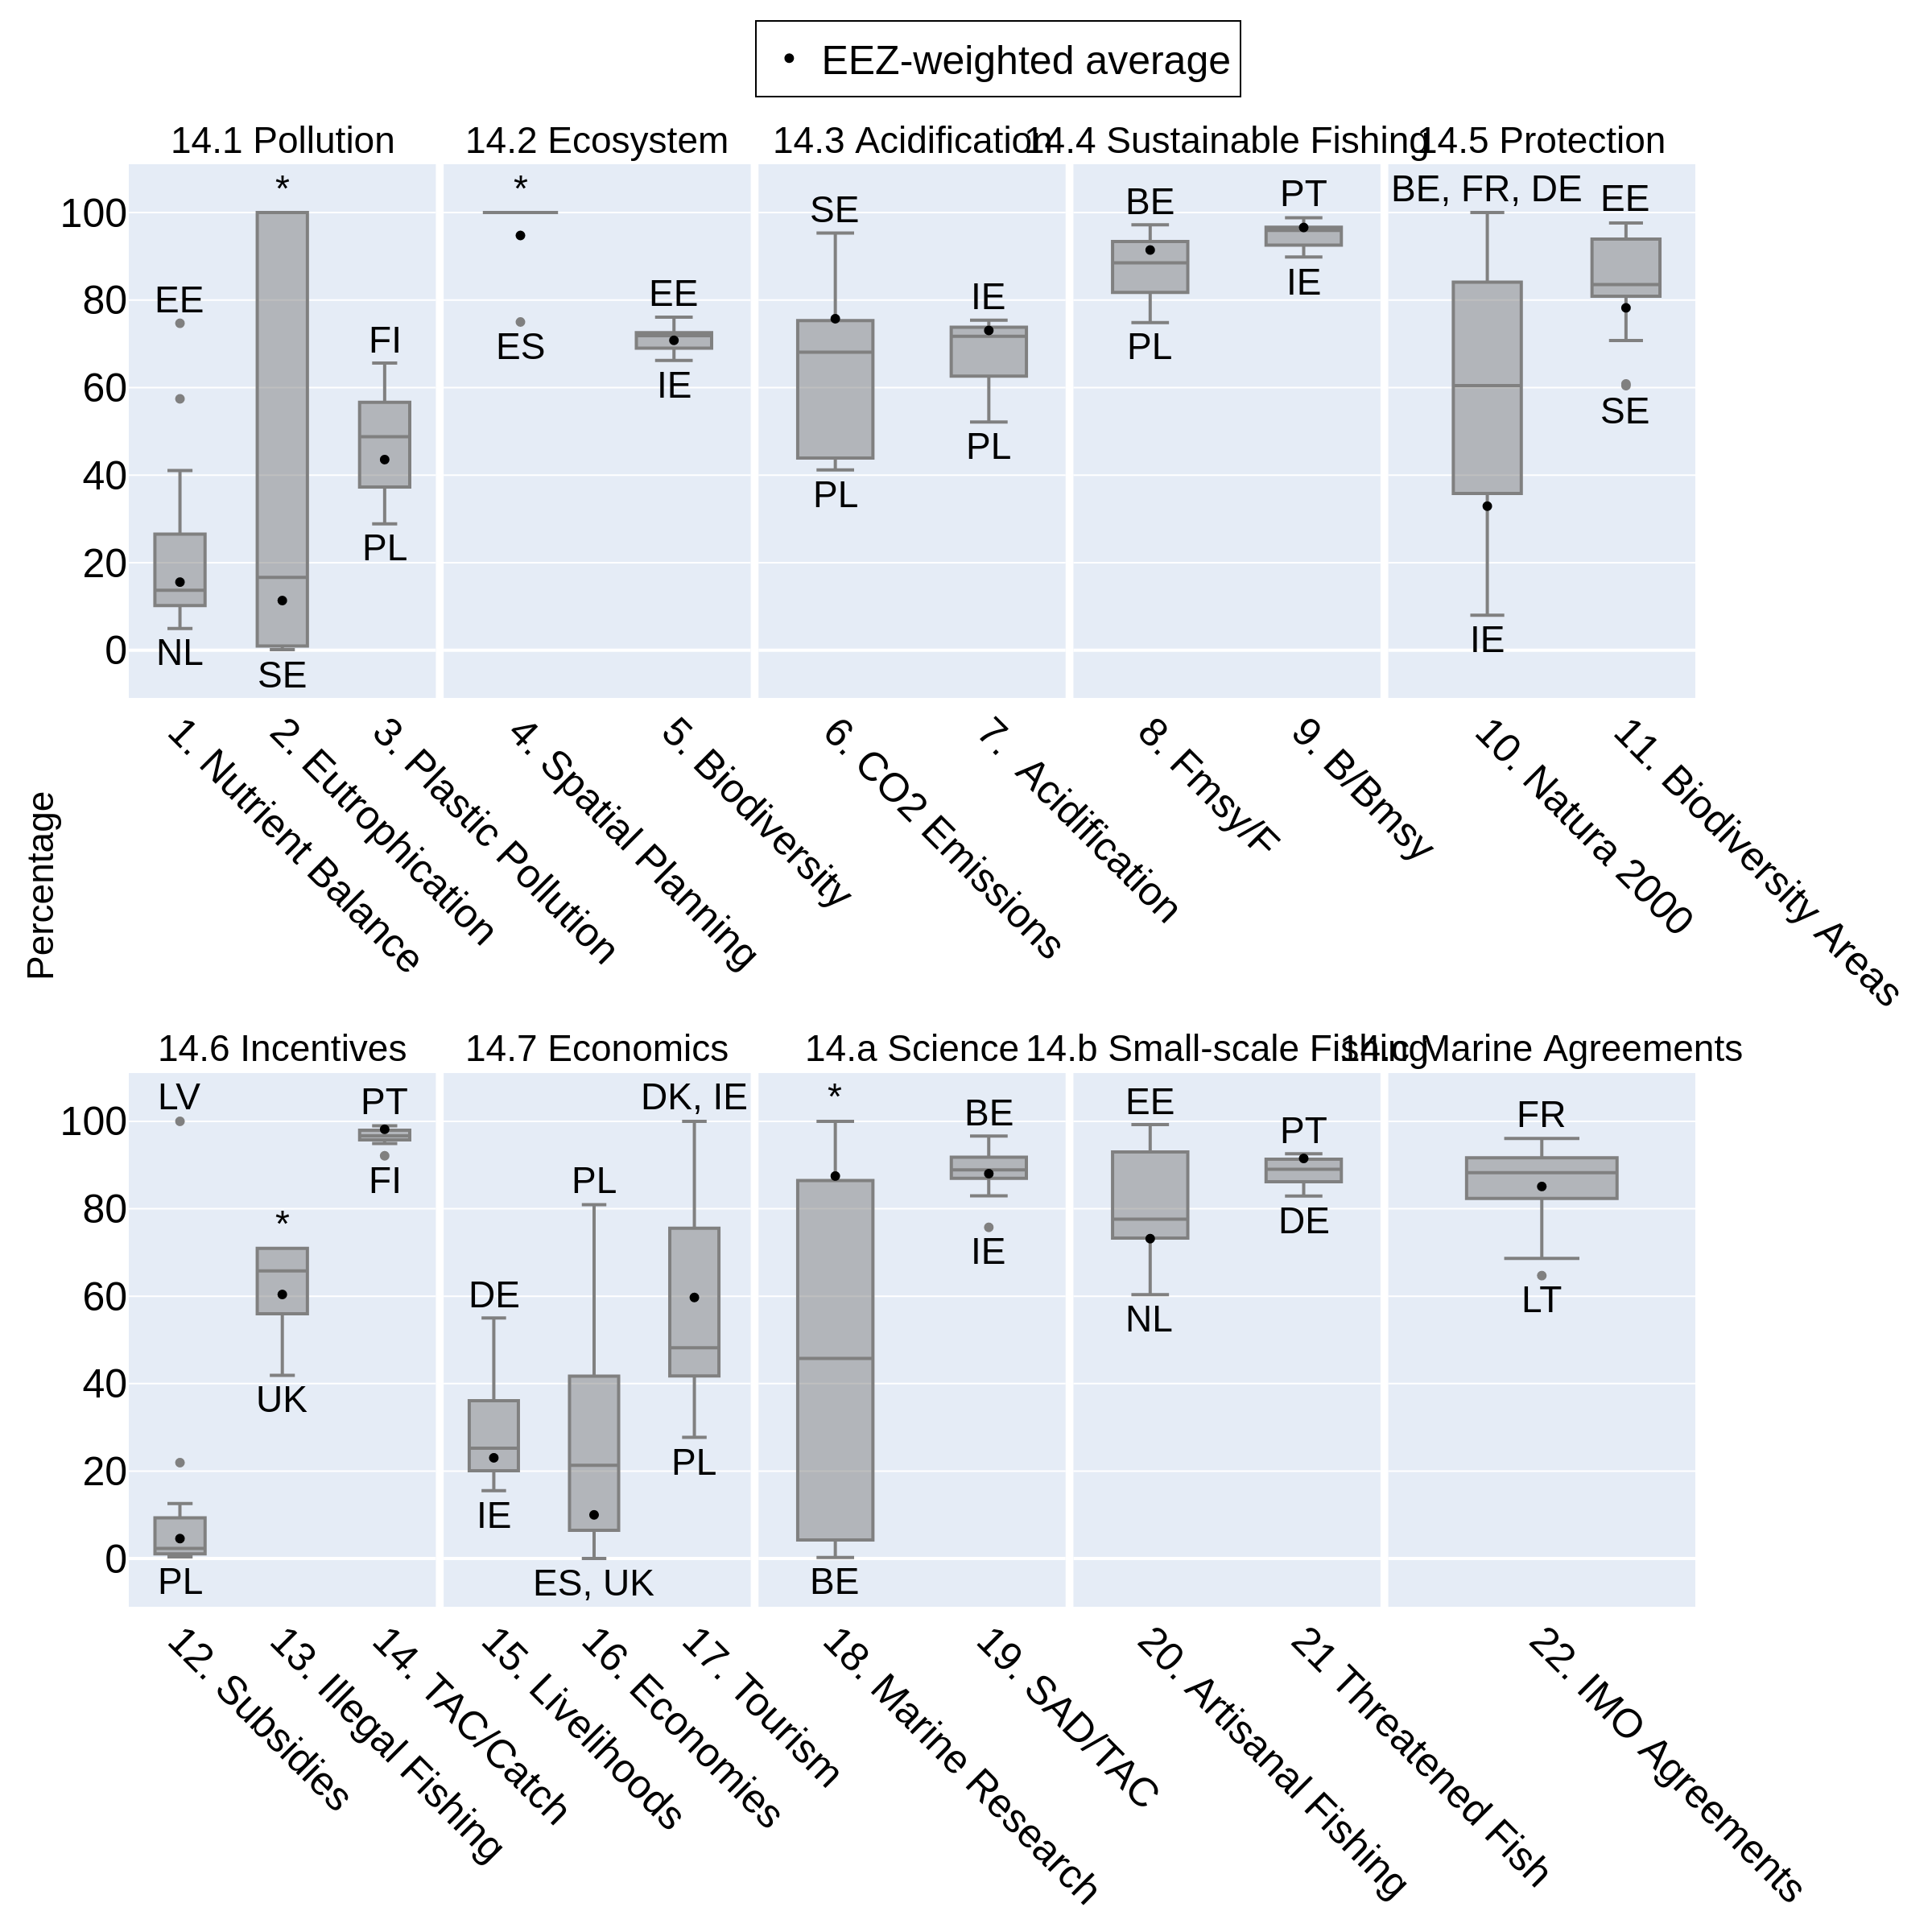 EEZ-weighted average
14.1 Pollution
14.2 Ecosystem
14.3 Acidification
14.4 Sustainable Fishing
14.5 Protection
100
80
60
40
20
0
EE
NL
*
SE
FI
PL
*
ES
EE
IE
SE
PL
IE
PL
BE
PL
PT
IE
BE, FR, DE
IE
EE
SE
1. Nutrient Balance
2. Eutrophication
3. Plastic Pollution
4. Spatial Planning
5. Biodiversity
6. CO2 Emissions
7. Acidification
8. Fmsy/F
9. B/Bmsy
10. Natura 2000
11. Biodiversity Areas
Percentage
14.6 Incentives
14.7 Economics
14.a Science
14.b Small-scale Fishing
14.c Marine Agreements
100
80
60
40
20
0
LV
PL
*
UK
PT
FI
DE
IE
PL
ES, UK
DK, IE
PL
*
BE
BE
IE
EE
NL
PT
DE
FR
LT
12. Subsidies
13. Illegal Fishing
14. TAC/Catch
15. Livelihoods
16. Economies
17. Tourism
18. Marine Research
19. SAD/TAC
20. Artisanal Fishing
21 Threatened Fish
22. IMO Agreements